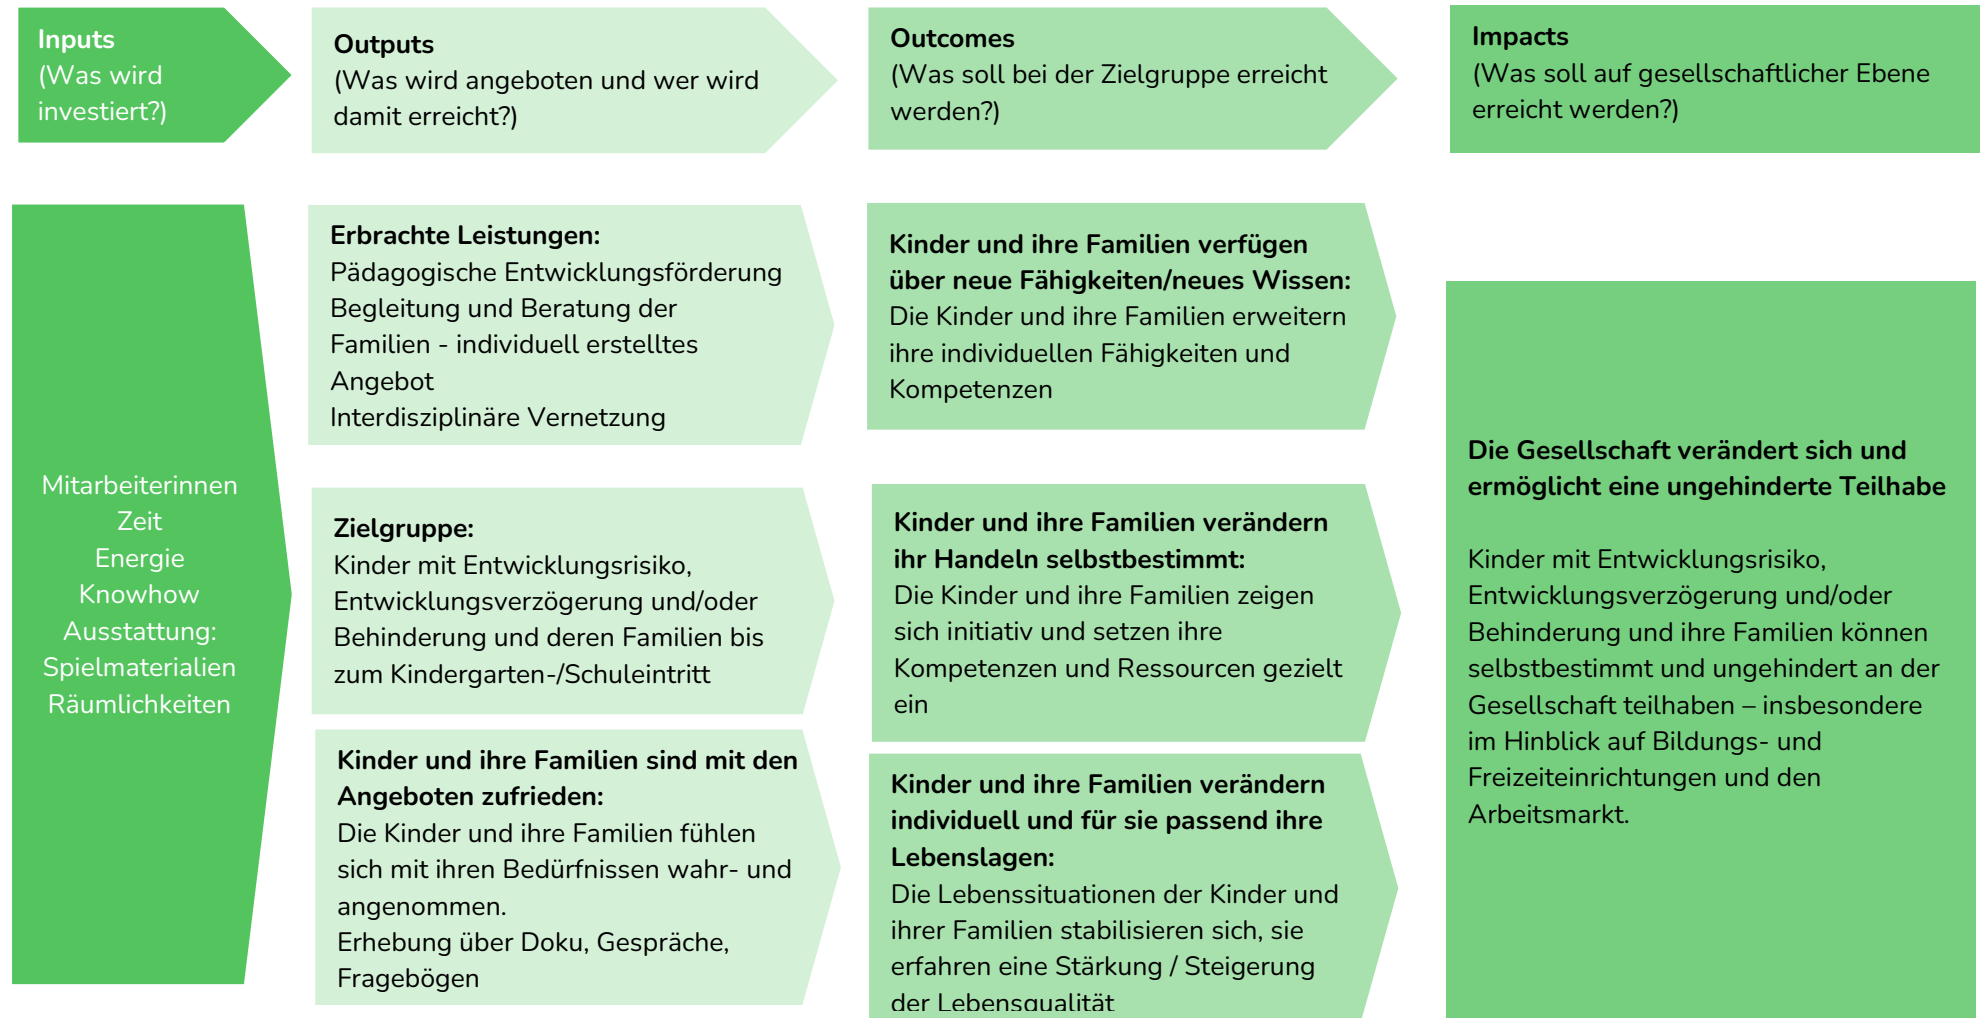 Inputs
(Was wird
investiert?)
Outputs
(Was wird angeboten und wer wird
damit erreicht?)
Outcomes
(Was soll bei der Zielgruppe erreicht
werden?)
Impacts
(Was soll auf gesellschaftlicher Ebene
erreicht werden?)
Mitarbeiterinnen
Zeit
Energie
Knowhow
Ausstattung:
Spielmaterialien
Räumlichkeiten
Erbrachte Leistungen:
Pädagogische Entwicklungsförderung
Begleitung und Beratung der
Familien - individuell erstelltes
Angebot
Interdisziplinäre Vernetzung
Zielgruppe:
Kinder mit Entwicklungsrisiko,
Entwicklungsverzögerung und/oder
Behinderung und deren Familien bis
zum Kindergarten-/Schuleintritt
Kinder und ihre Familien sind mit den
Angeboten zufrieden:
Die Kinder und ihre Familien fühlen
sich mit ihren Bedürfnissen wahr- und
angenommen.
Erhebung über Doku, Gespräche,
Fragebögen
Kinder und ihre Familien verfügen
über neue Fähigkeiten/neues Wissen:
Die Kinder und ihre Familien erweitern
ihre individuellen Fähigkeiten und
Kompetenzen
Kinder und ihre Familien verändern
ihr Handeln selbstbestimmt:
Die Kinder und ihre Familien zeigen
sich initiativ und setzen ihre
Kompetenzen und Ressourcen gezielt
ein
Kinder und ihre Familien verändern
individuell und für sie passend ihre
Lebenslagen:
Die Lebenssituationen der Kinder und
ihrer Familien stabilisieren sich, sie
erfahren eine Stärkung / Steigerung
der Lebensqualität
Die Gesellschaft verändert sich und
ermöglicht eine ungehinderte Teilhabe
Kinder mit Entwicklungsrisiko,
Entwicklungsverzögerung und/oder
Behinderung und ihre Familien können
selbstbestimmt und ungehindert an der
Gesellschaft teilhaben – insbesondere
im Hinblick auf Bildungs- und
Freizeiteinrichtungen und den
Arbeitsmarkt.